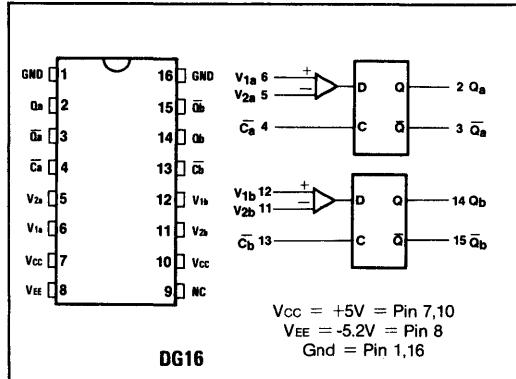 GND 1
Qa 2
Q̅a 3
C̅a 4
V2a 5
V1a 6
VCC 7
VEE 8
16 GND
15 Q̅b
14 Qb
13 C̅b
12 V1b
11 V2b
10 VCC
9 NC
DG16
V1a 6 + D Q 2 Qa
V2a 5 −
C̅a 4 C Q̅ 3 Q̅a
V1b 12 + D Q 14 Qb
V2b 11 −
C̅b 13 C Q̅ 15 Q̅b
VCC = +5V = Pin 7,10
VEE = -5.2V = Pin 8
Gnd = Pin 1,16